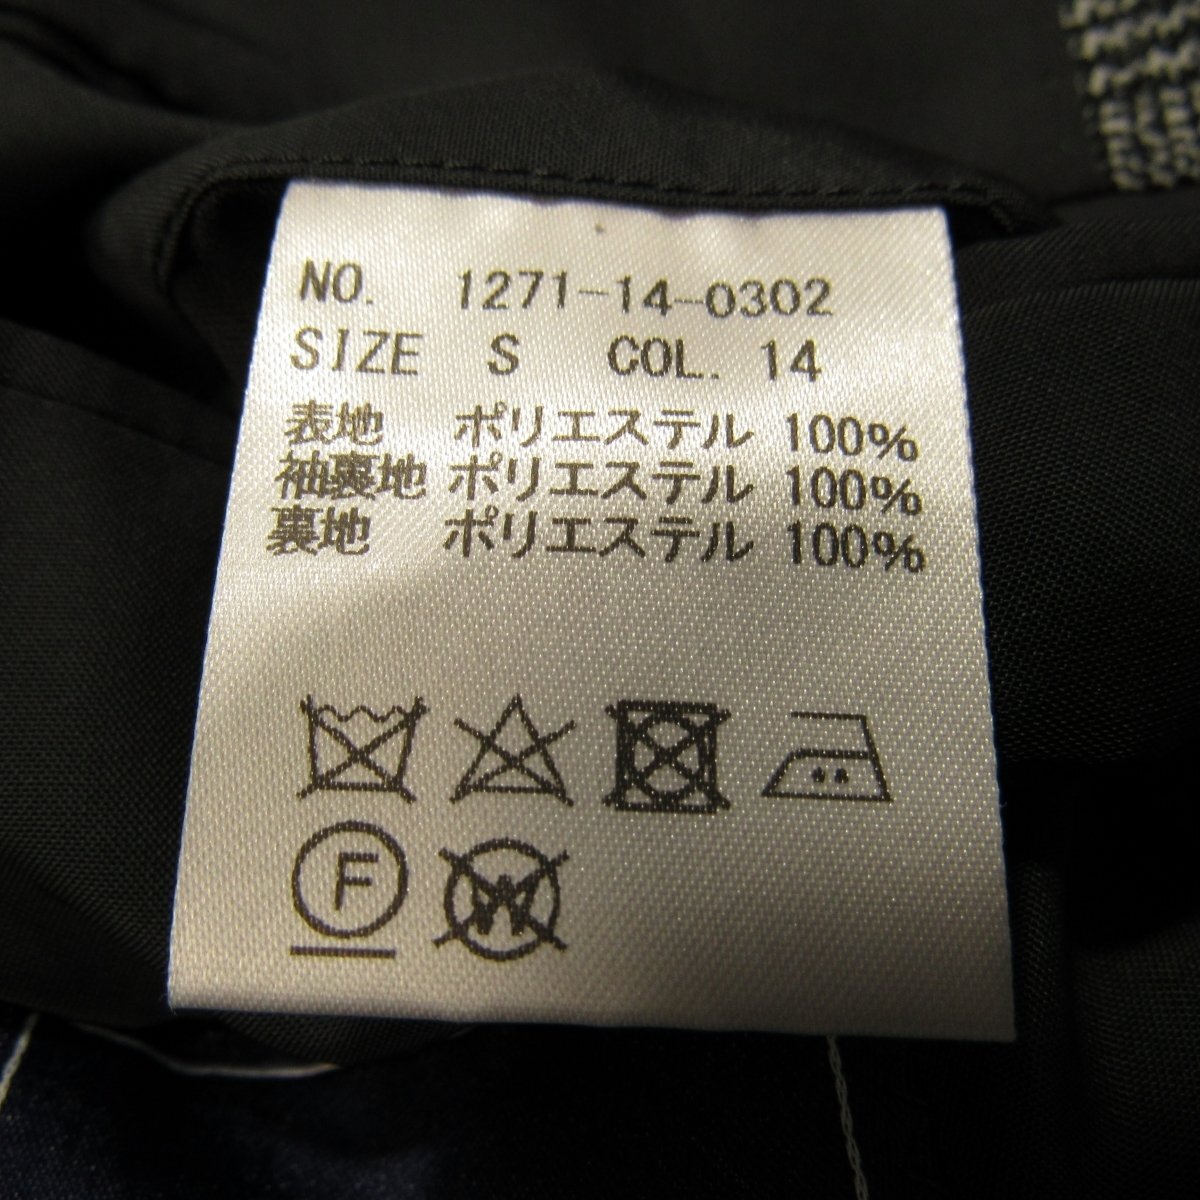 NO. 1271-14-0302
SIZE S COL. 14
表地 ポリエステル 100%
袖裏地 ポリエステル 100%
裏地 ポリエステル 100%
F W